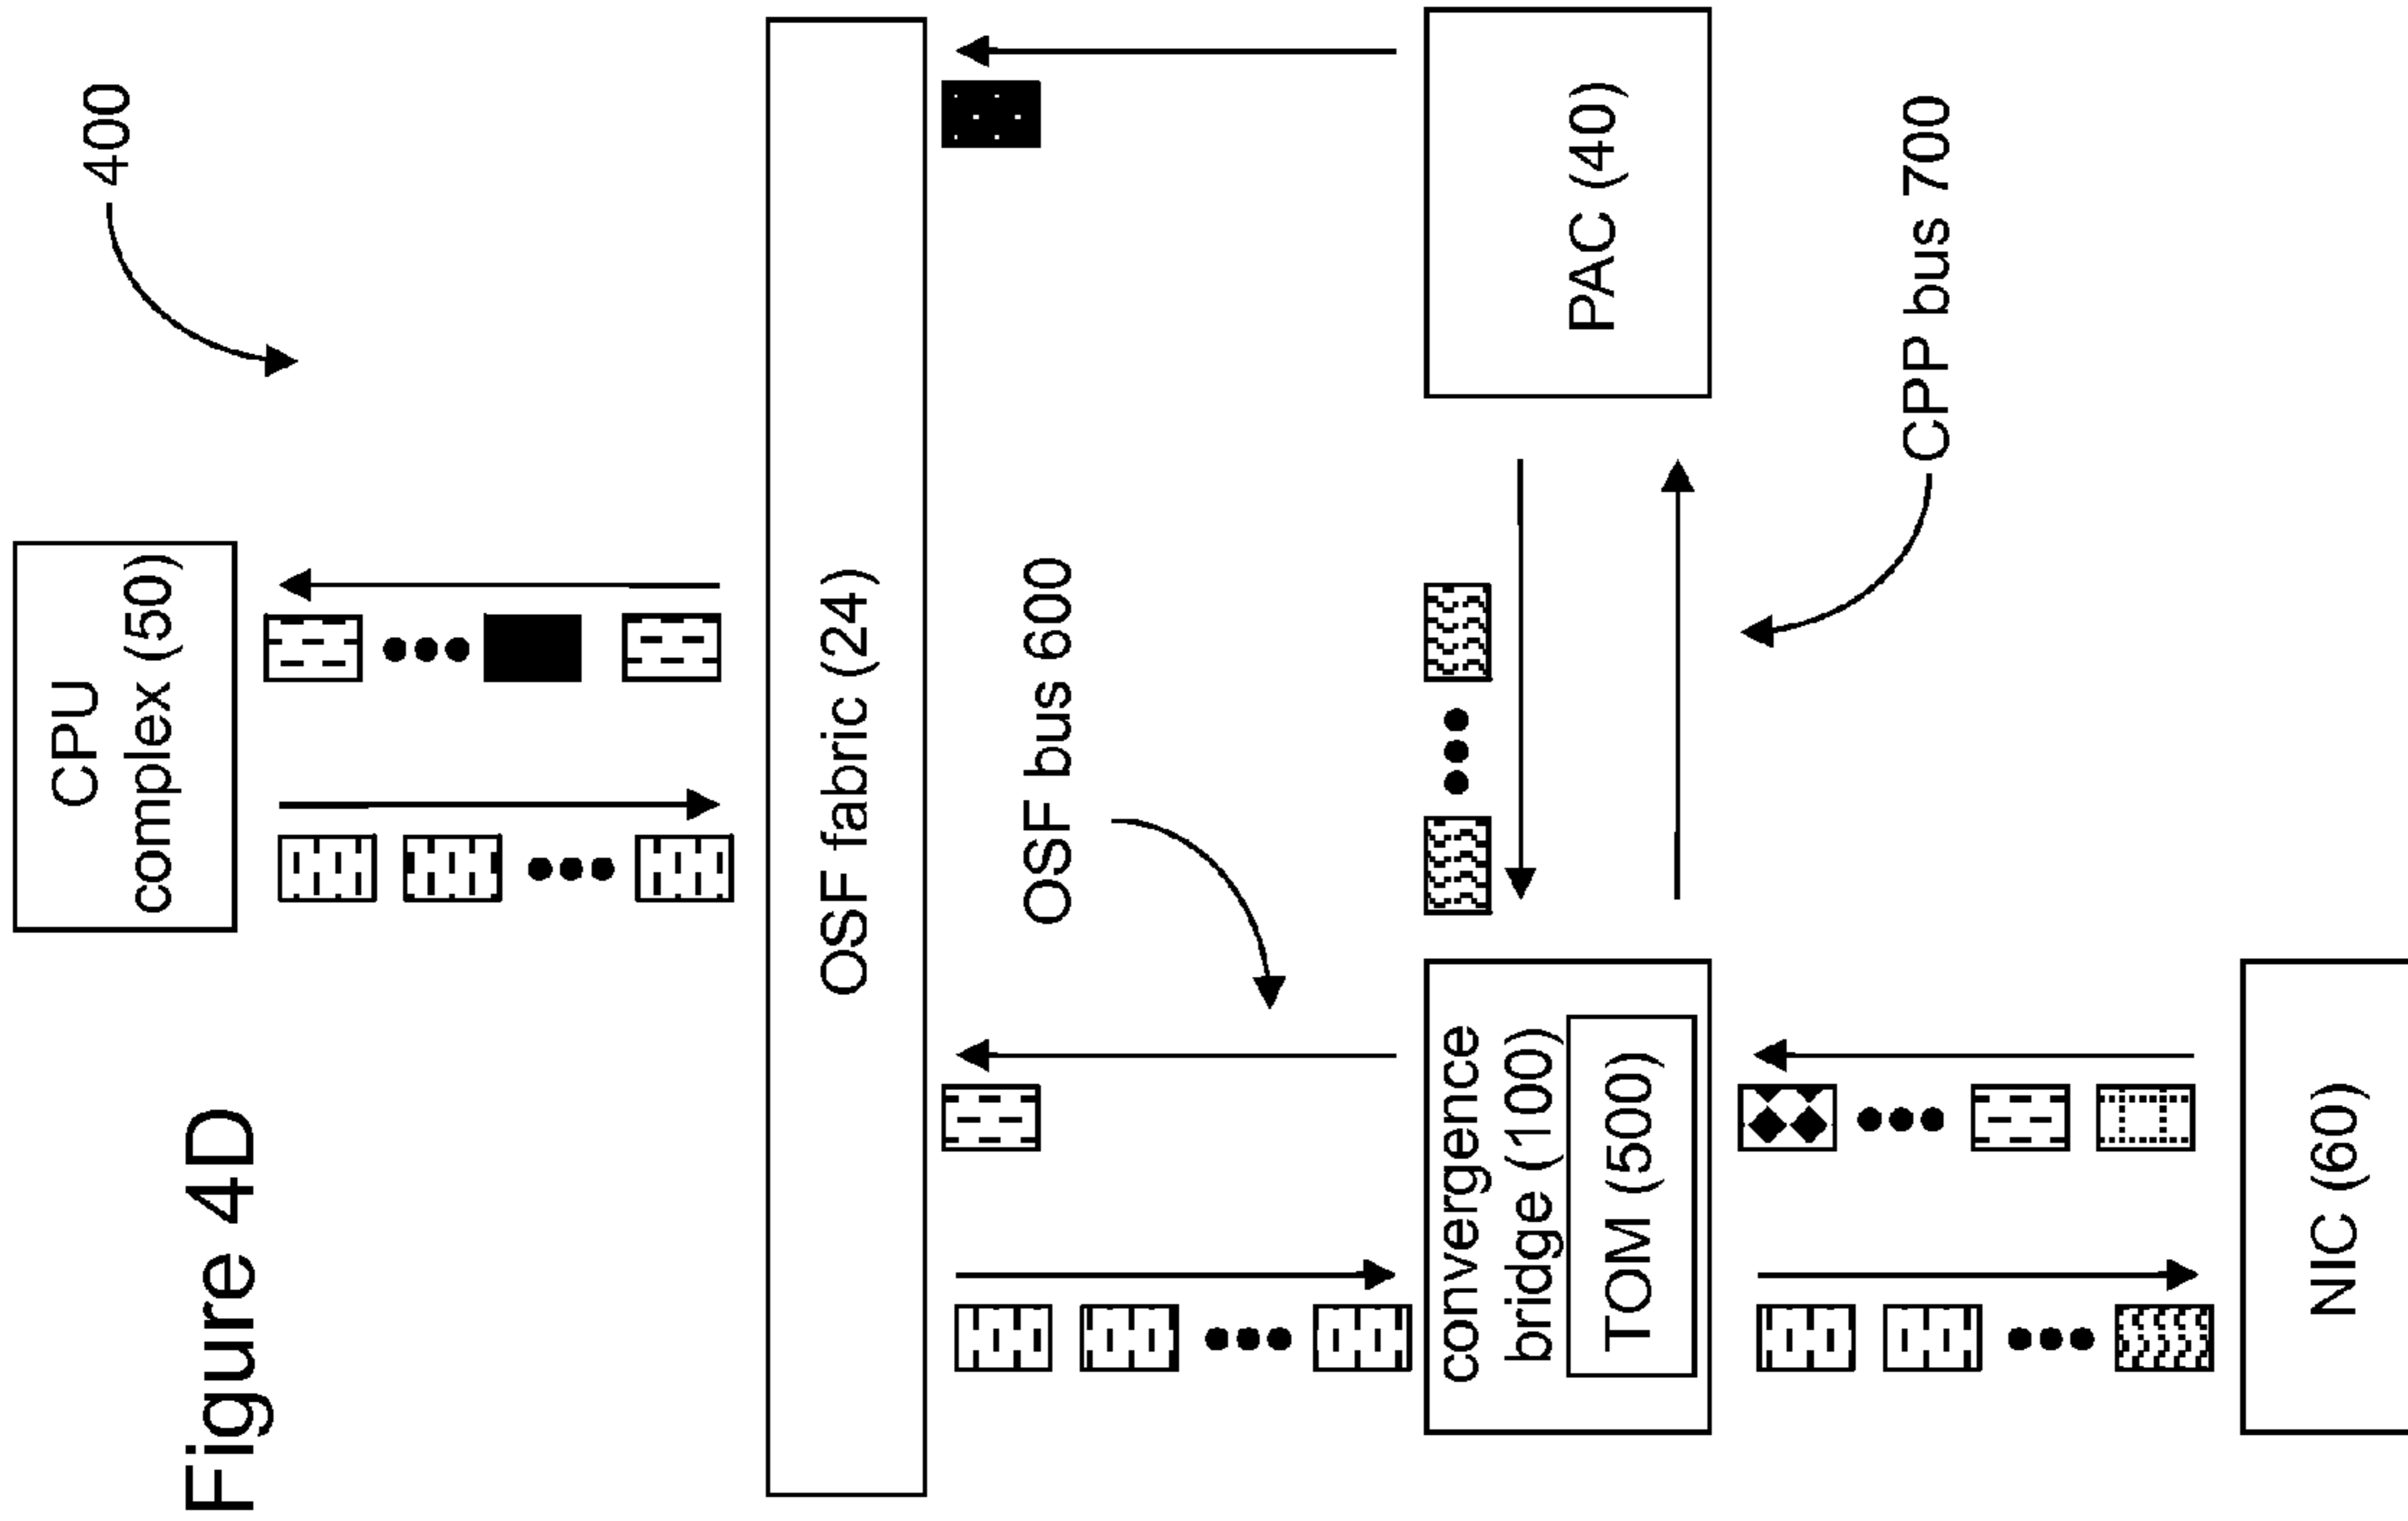 Figure 4D
400
CPU
complex (50)
OSF fabric (24)
OSF bus 600
convergence
bridge (100)
TOM (500)
PAC (40)
CPP bus 700
NIC (60)